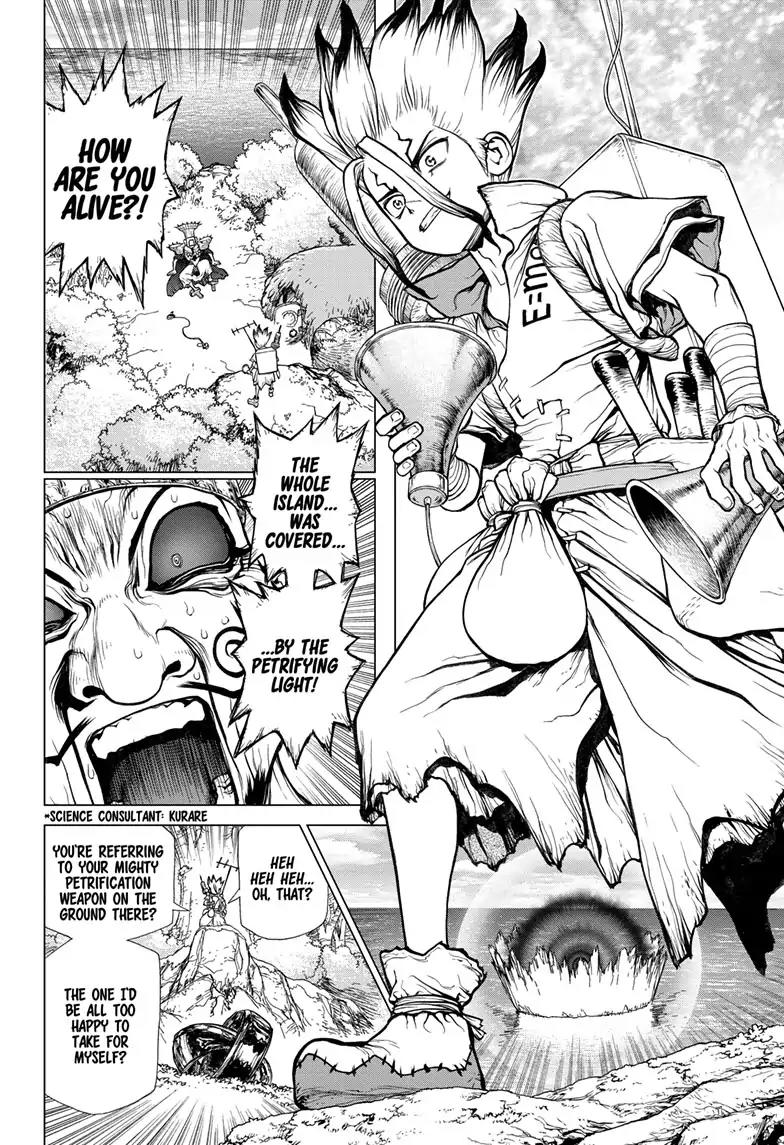 HOW
ARE YOU
ALIVE?!
E=m
THE
WHOLE
ISLAND...
WAS
COVERED...
...BY THE
PETRIFYING
LIGHT!
*SCIENCE CONSULTANT: KURARE
HEH
HEH HEH...
OH, THAT?
YOU'RE
REFERRING
TO YOUR MIGHTY
PETRIFICATION
WEAPON ON
THE GROUND
THERE?
THE ONE I'D
BE ALL TOO
HAPPY TO
TAKE FOR
MYSELF?